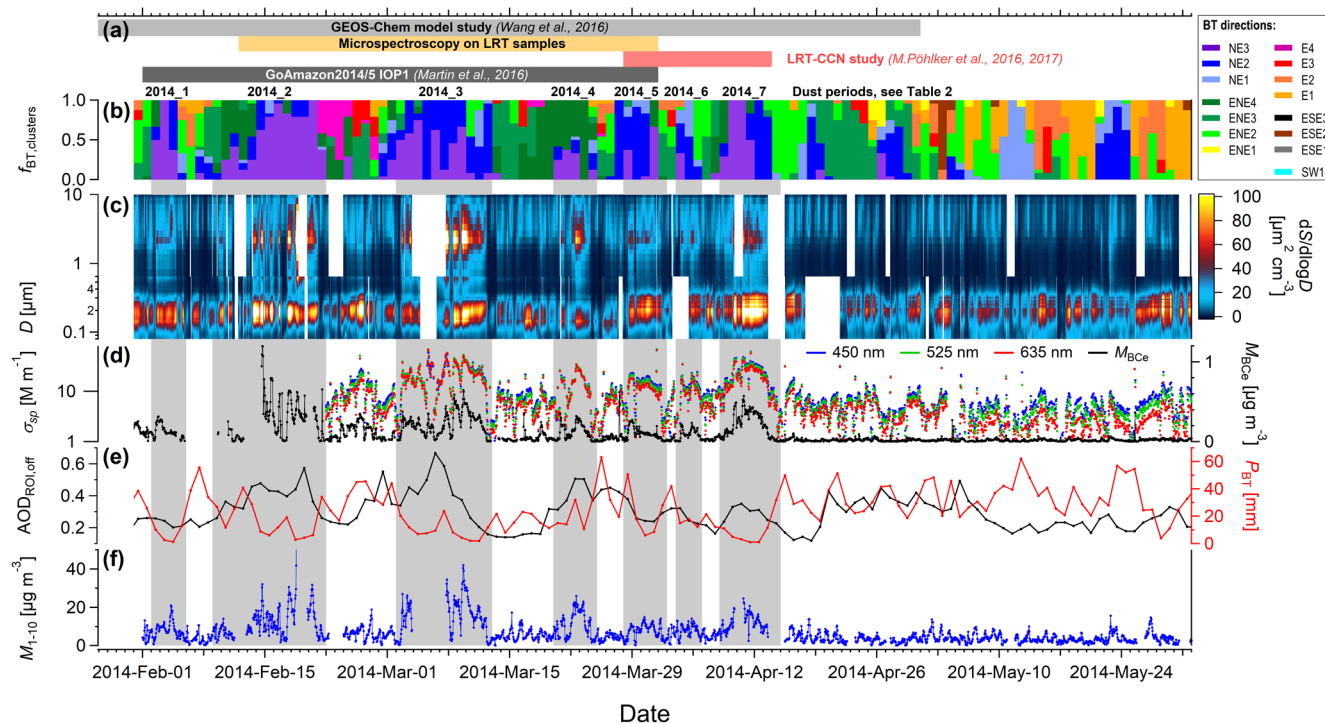 (a)
GEOS-Chem model study (Wang et al., 2016)
Microspectroscopy on LRT samples
LRT-CCN study (M.Pöhlker et al., 2016, 2017)
GoAmazon2014/5 IOP1 (Martin et al., 2016)
2014_1 2014_2 2014_3 2014_4 2014_5 2014_6 2014_7 Dust periods, see Table 2
BT directions:
NE3 E4
NE2 E3
NE1 E2
ENE4 E1
ENE3 ESE3
ENE2 ESE2
ENE1 ESE1
SW1
(b)
1.0
0.5
0.0
fBT,clusters
(c)
10
1
4
2
0.1
D [µm]
100
80
60
40
20
0
dS/dlogD
[µm² cm⁻³]
(d)
450 nm 525 nm 635 nm MBCe
10
1
σsp [M m⁻¹]
1
0
MBCe
[µg m⁻³]
(e)
0.6
0.4
0.2
AODROI,off
60
40
20
0
PBT [mm]
(f)
40
20
0
M1-10 [µg m⁻³]
2014-Feb-01 2014-Feb-15 2014-Mar-01 2014-Mar-15 2014-Mar-29 2014-Apr-12 2014-Apr-26 2014-May-10 2014-May-24
Date